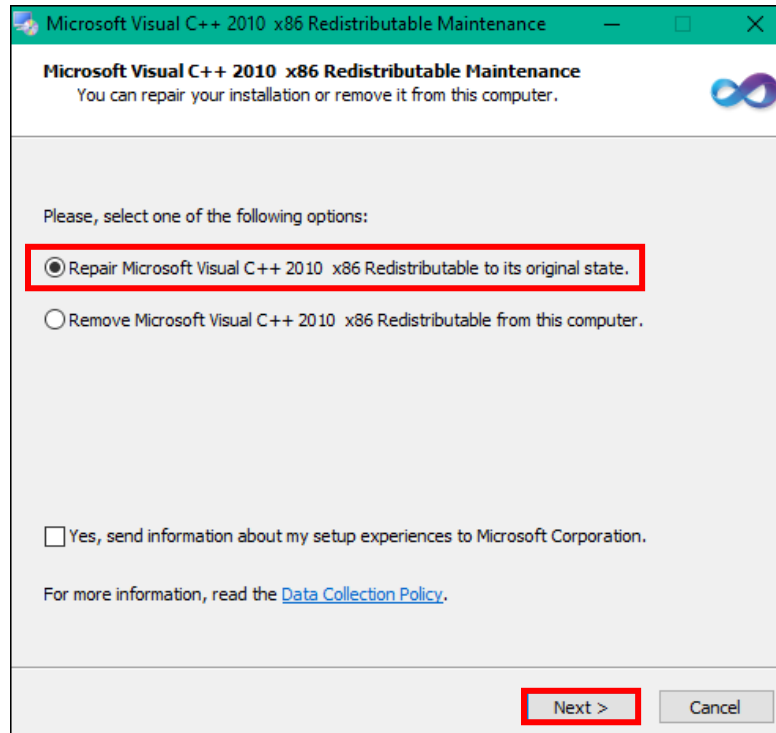 Microsoft Visual C++ 2010 x86 Redistributable Maintenance
Microsoft Visual C++ 2010 x86 Redistributable Maintenance
You can repair your installation or remove it from this computer.
Please, select one of the following options:
Repair Microsoft Visual C++ 2010 x86 Redistributable to its original state.
Remove Microsoft Visual C++ 2010 x86 Redistributable from this computer.
Yes, send information about my setup experiences to Microsoft Corporation.
For more information, read the Data Collection Policy.
Next >
Cancel